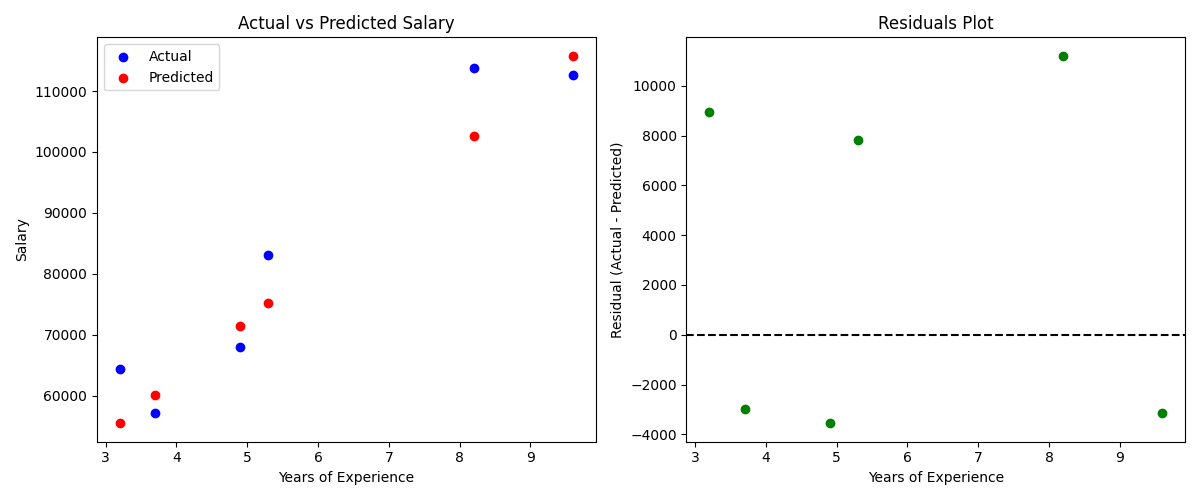 Actual vs Predicted Salary
Actual
Predicted
110000
100000
90000
80000
70000
60000
Salary
3 4 5 6 7 8 9
Years of Experience
Residuals Plot
10000
8000
6000
4000
2000
0
−2000
−4000
Residual (Actual - Predicted)
3 4 5 6 7 8 9
Years of Experience